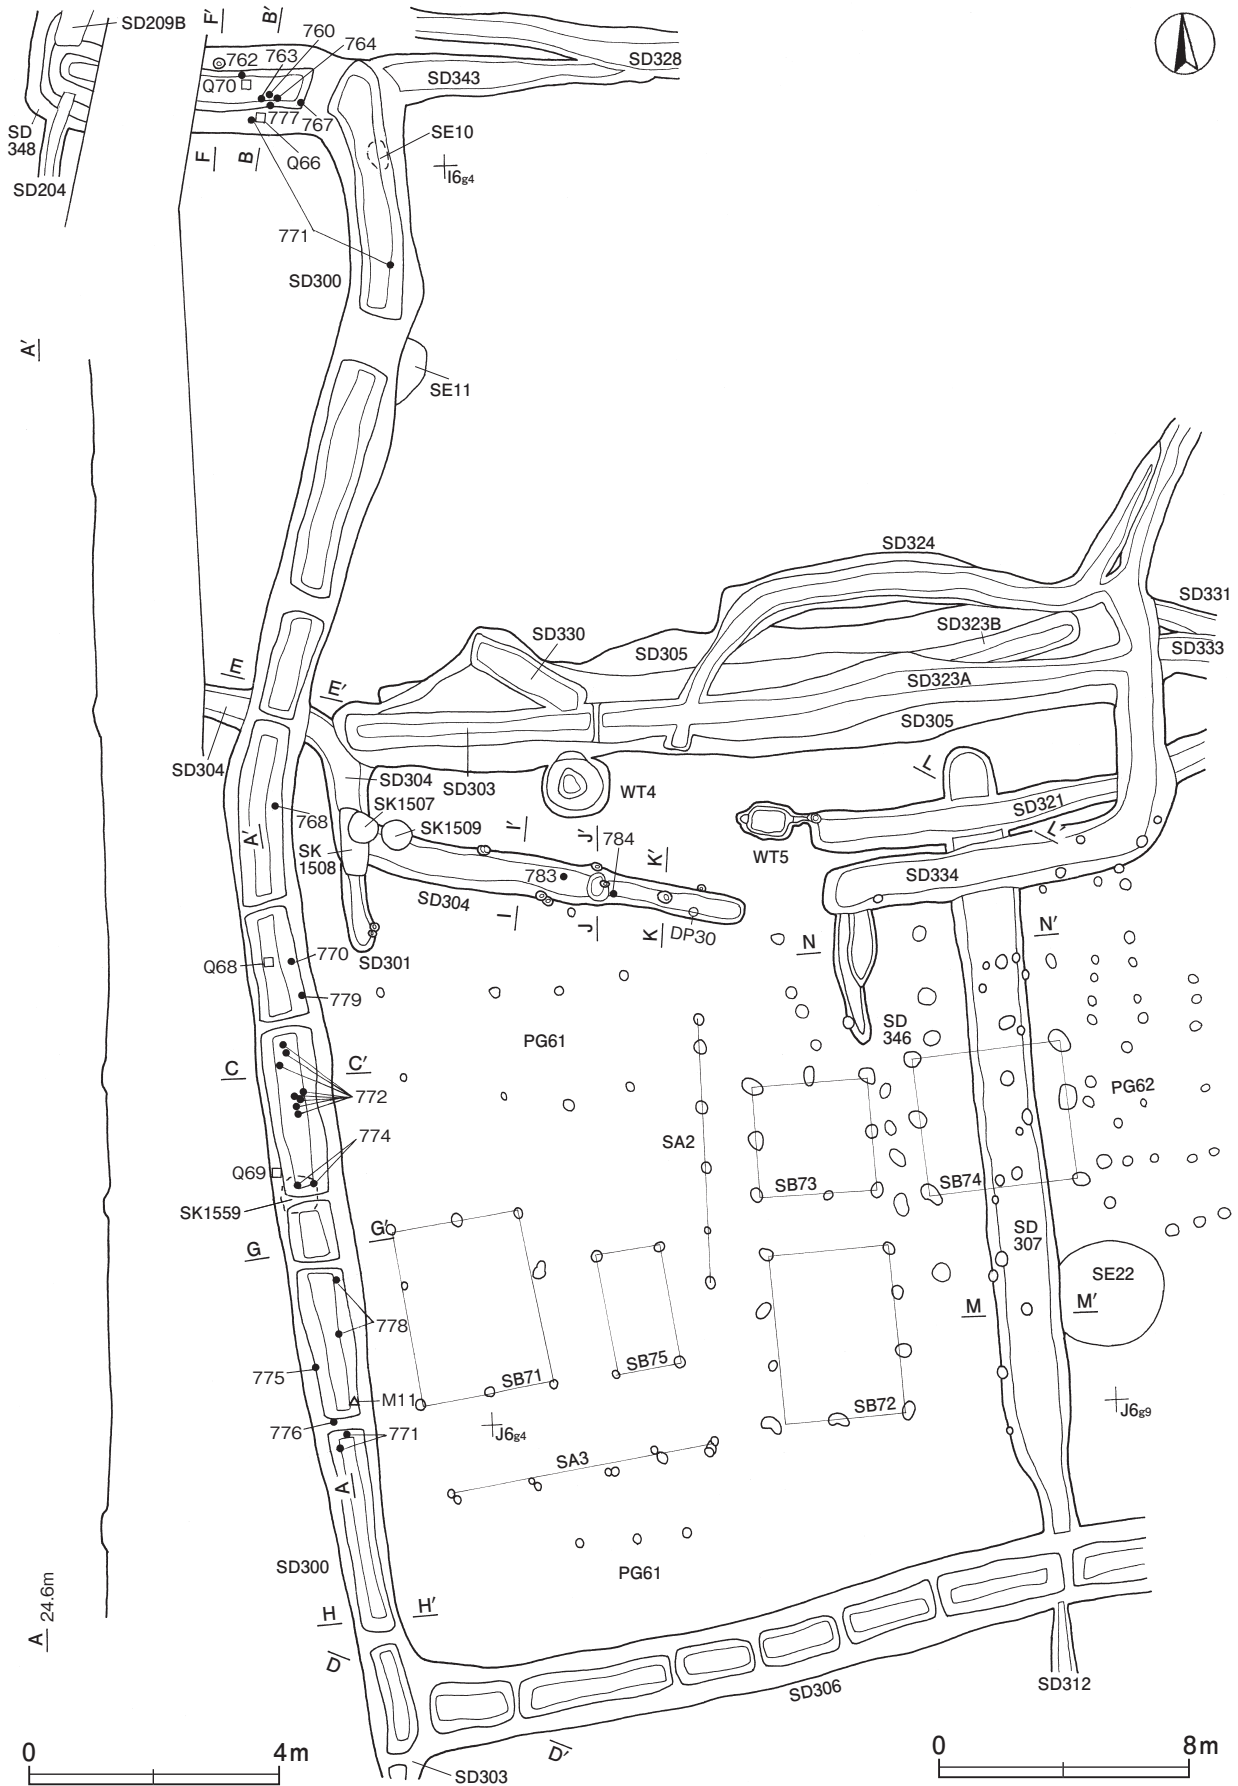 SD209B
F′
B′
760
764
762
763
Q70
SD328
SD343
777
767
SD
348
SE10
F
B
Q66
I6g4
SD204
771
SD300
A′
SE11
SD324
SD331
SD330
SD323B
SD305
SD333
E
E′
SD323A
SD305
SD304
SD304
SD303
L
WT4
SK1507
SD321
768
SK1509
I′
J′
784
L′
A′
SK
1508
K′
WT5
783
SD334
SD304
I
J
K
DP30
N
N′
770
Q68
SD301
779
SD
346
PG61
C
C′
772
PG62
774
SA2
Q69
SB73
SB74
SK1559
G′
SD
307
G
SE22
M
M′
778
775
SB75
SB71
M11
SB72
J6g9
776
771
J6g4
SA3
A
SD300
PG61
24.6m
A
H
H′
D
SD306
SD312
D′
0
4m
0
8m
SD303